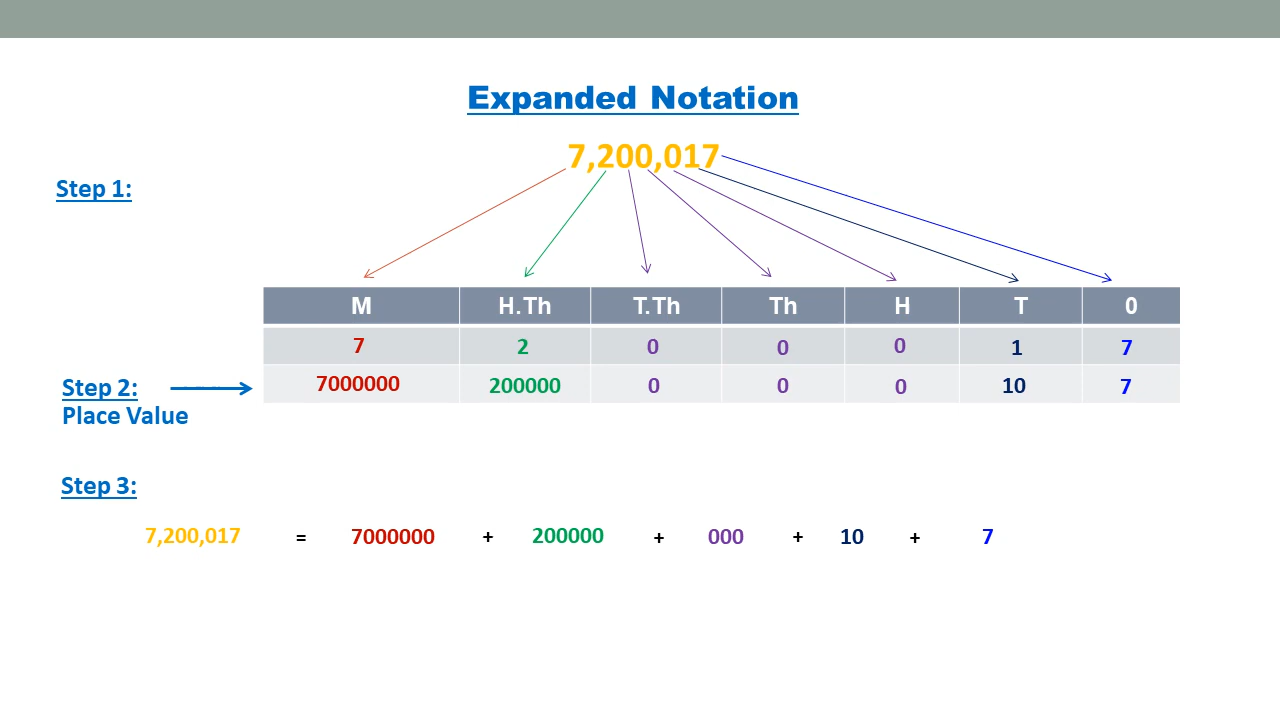 Expanded Notation
7,200,017
Step 1:
M H.Th T.Th Th H T 0
7 2 0 0 0 1 7
Step 2: 7000000 200000 0 0 0 10 7
Place Value
Step 3:
7,200,017 = 7000000 + 200000 + 000 + 10 + 7